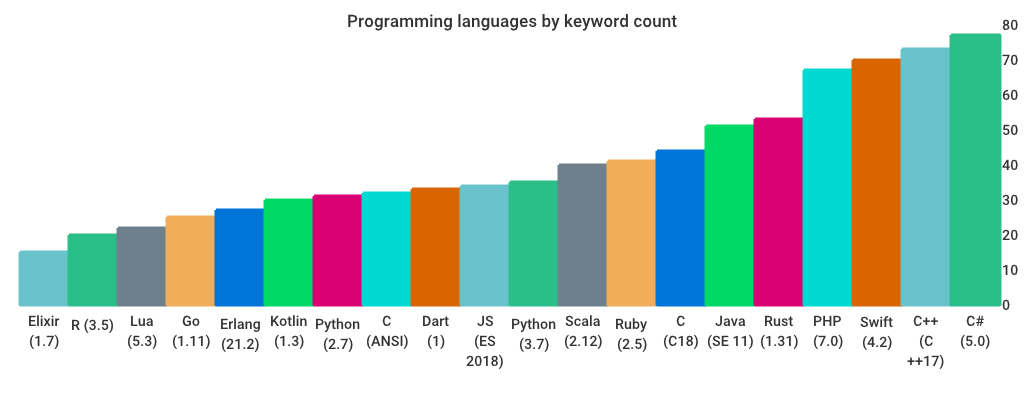 Programming languages by keyword count
80
70
60
50
40
30
20
10
0
Elixir
(1.7)
R (3.5)
Lua
(5.3)
Go
(1.11)
Erlang
(21.2)
Kotlin
(1.3)
Python
(2.7)
C
(ANSI)
Dart
(1)
JS
(ES
2018)
Python
(3.7)
Scala
(2.12)
Ruby
(2.5)
C
(C18)
Java
(SE 11)
Rust
(1.31)
PHP
(7.0)
Swift
(4.2)
C++
(C
++17)
C#
(5.0)